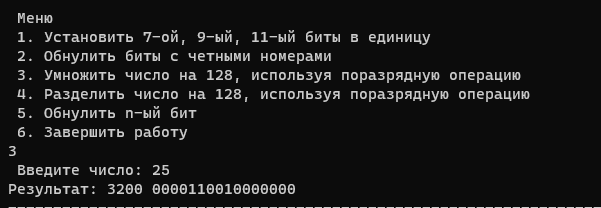 Меню
1. Установить 7-ой, 9-ый, 11-ый биты в единицу
2. Обнулить биты с четными номерами
3. Умножить число на 128, используя поразрядную операцию
4. Разделить число на 128, используя поразрядную операцию
5. Обнулить n-ый бит
6. Завершить работу
3
Введите число: 25
Результат: 3200 0000110010000000